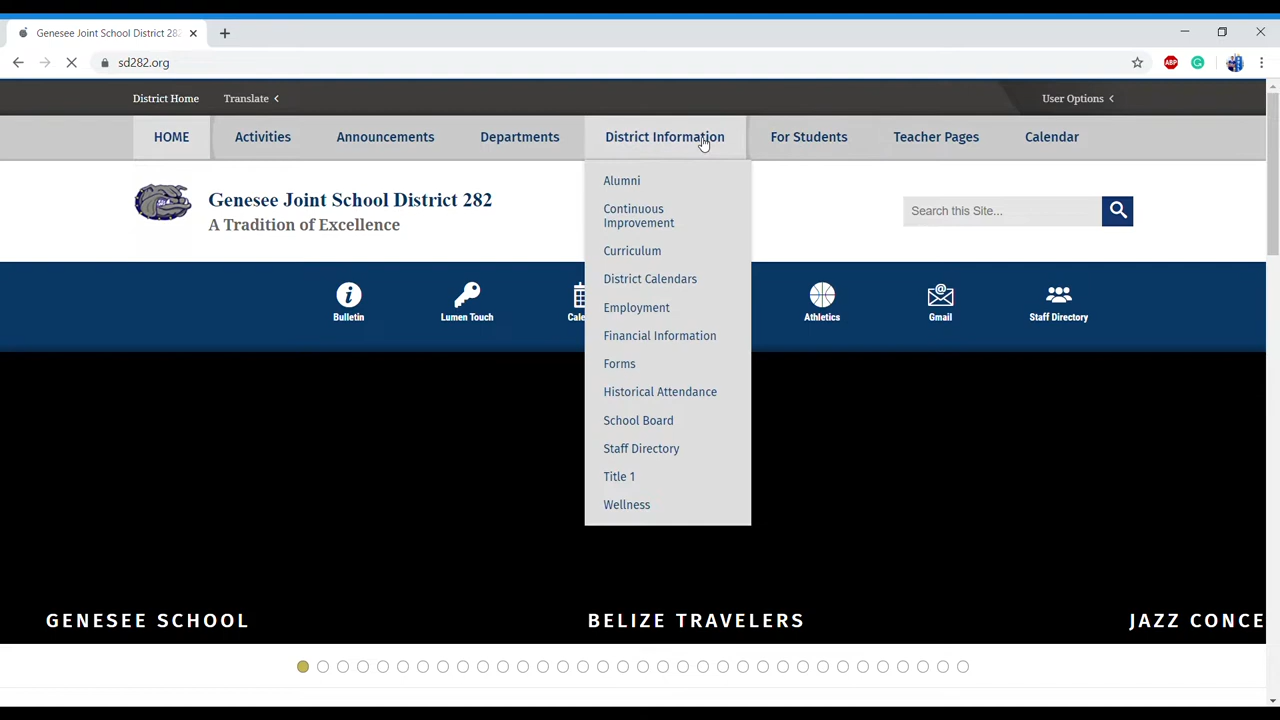 Genesee Joint School District 282
sd282.org
District Home Translate User Options
HOME Activities Announcements Departments District Information For Students Teacher Pages Calendar
Genesee Joint School District 282
A Tradition of Excellence
Search this Site...
Alumni
Continuous
Improvement
Curriculum
District Calendars
Employment
Financial Information
Forms
Historical Attendance
School Board
Staff Directory
Title 1
Wellness
Bulletin Lumen Touch Athletics Gmail Staff Directory
GENESEE SCHOOL BELIZE TRAVELERS JAZZ CONCE